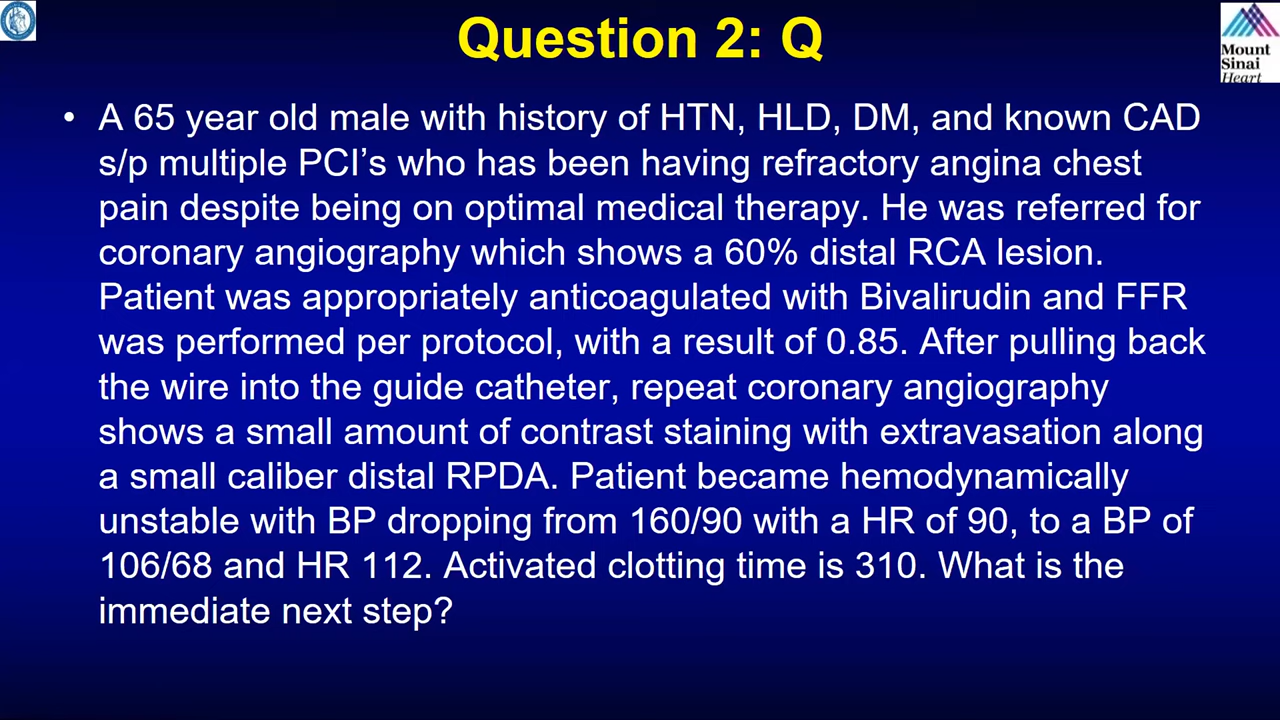 Question 2: Q
Mount
Sinai
Heart
• A 65 year old male with history of HTN, HLD, DM, and known CAD
s/p multiple PCI’s who has been having refractory angina chest
pain despite being on optimal medical therapy. He was referred for
coronary angiography which shows a 60% distal RCA lesion.
Patient was appropriately anticoagulated with Bivalirudin and FFR
was performed per protocol, with a result of 0.85. After pulling back
the wire into the guide catheter, repeat coronary angiography
shows a small amount of contrast staining with extravasation along
a small caliber distal RPDA. Patient became hemodynamically
unstable with BP dropping from 160/90 with a HR of 90, to a BP of
106/68 and HR 112. Activated clotting time is 310. What is the
immediate next step?